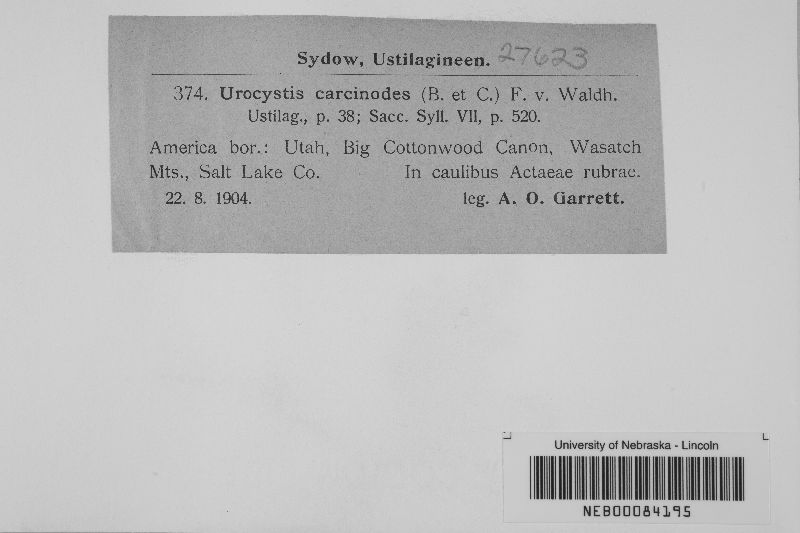 Sydow, Ustilagineen. 27623
374. Urocystis carcinodes (B. et C.) F. v. Waldh.
Ustilag., p. 38; Sacc. Syll. VII, p. 520.
America bor.: Utah, Big Cottonwood Canon, Wasatch
Mts., Salt Lake Co. In caulibus Actaeae rubrae.
22. 8. 1904. leg. A. O. Garrett.
University of Nebraska - Lincoln
NEB00084195